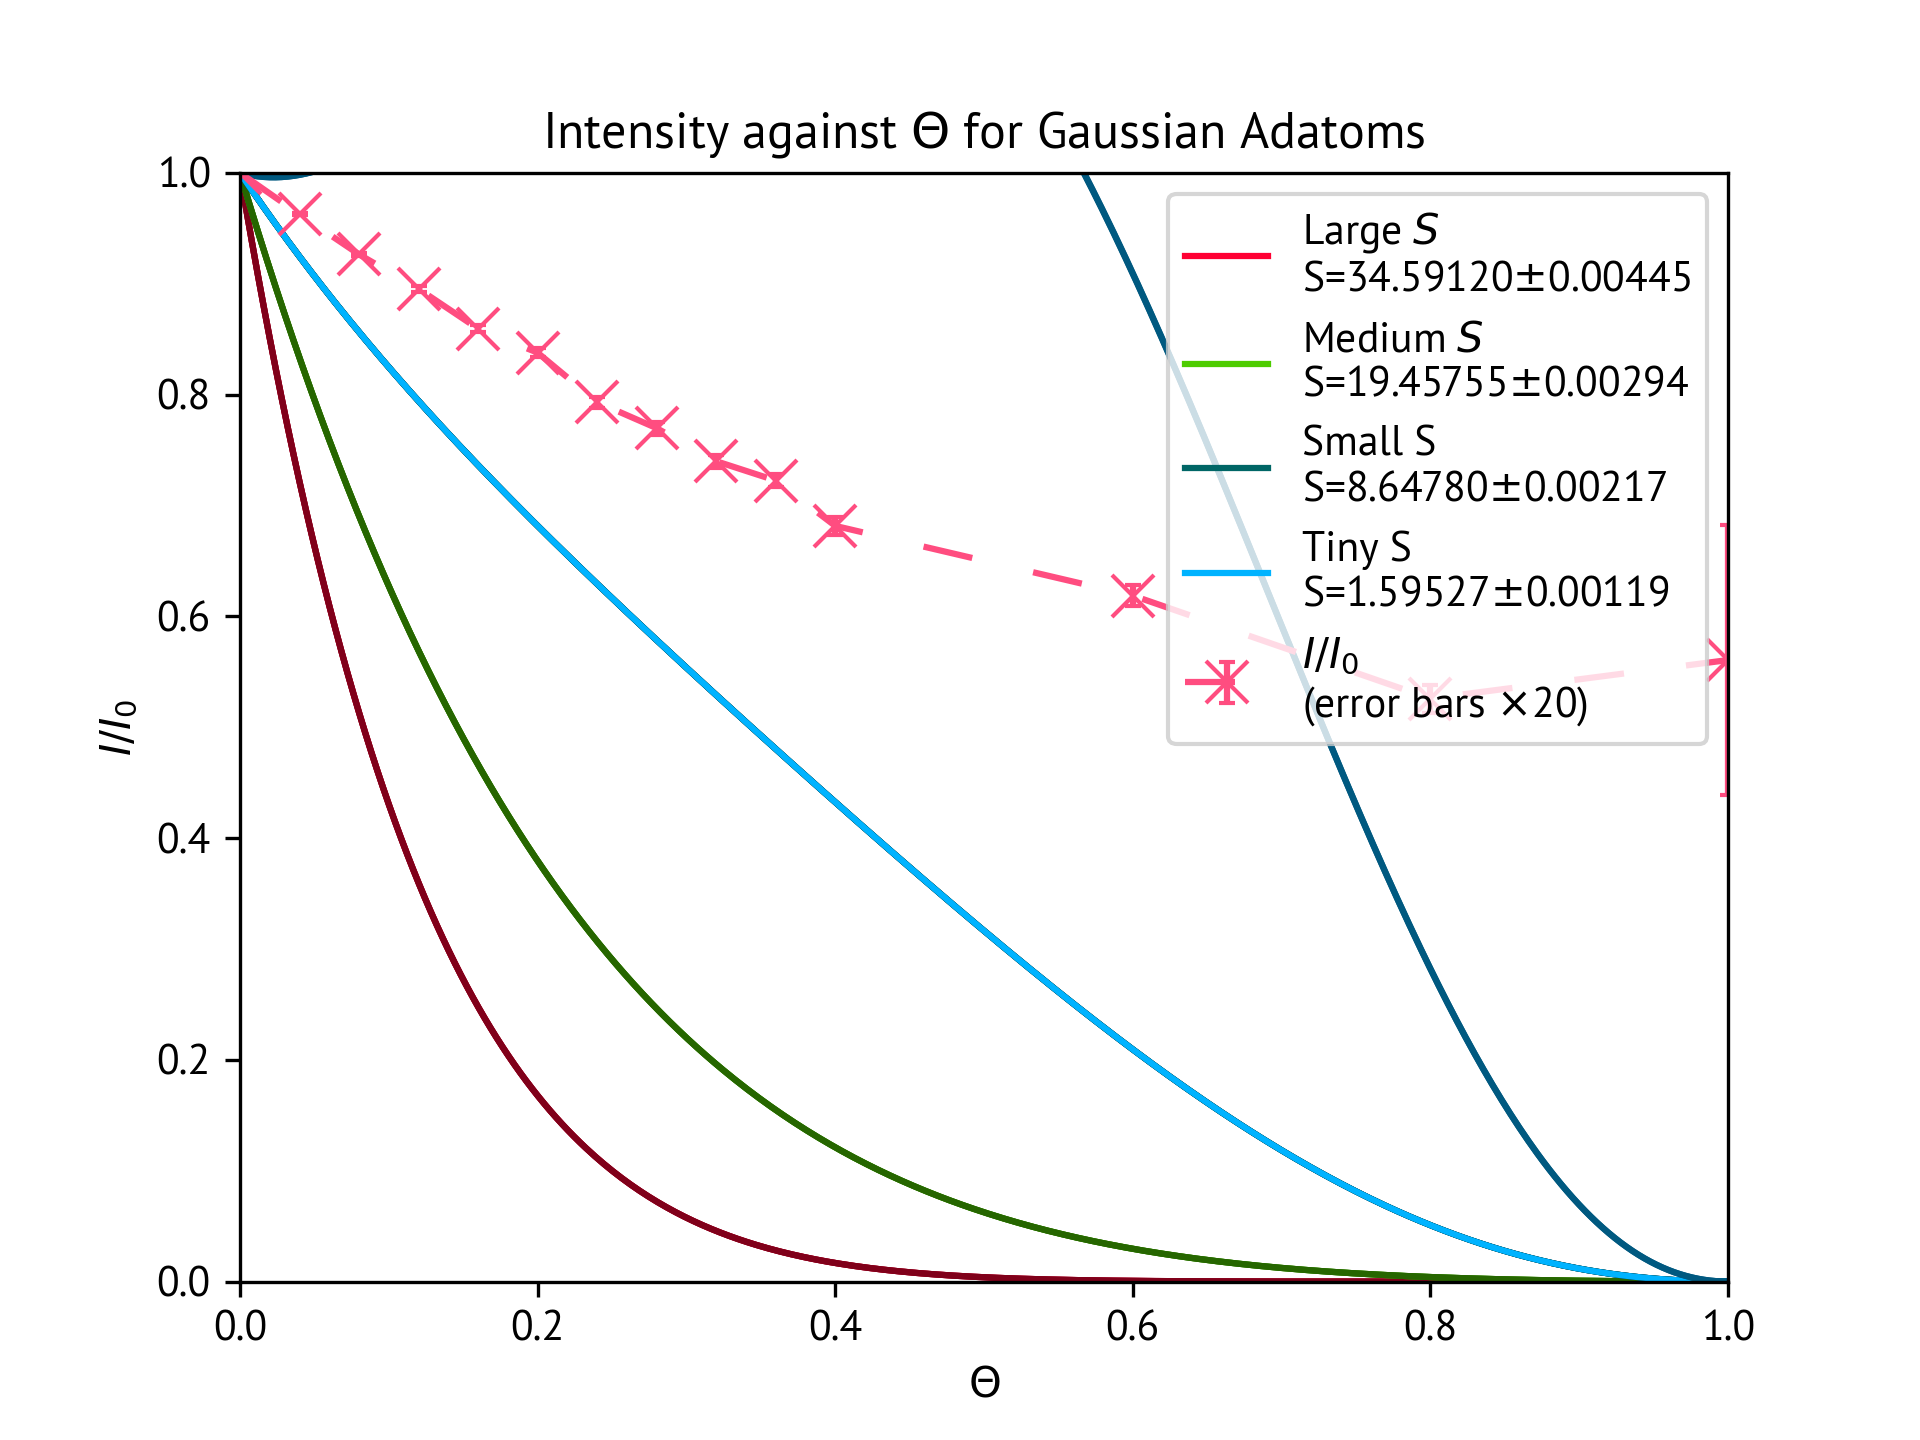 Intensity against Θ for Gaussian Adatoms
I/I₀
1.0
0.8
0.6
0.4
0.2
0.0
0.0 0.2 0.4 0.6 0.8 1.0
Θ
Large S
S=34.59120±0.00445
Medium S
S=19.45755±0.00294
Small S
S=8.64780±0.00217
Tiny S
S=1.59527±0.00119
I/I₀
(error bars ×20)